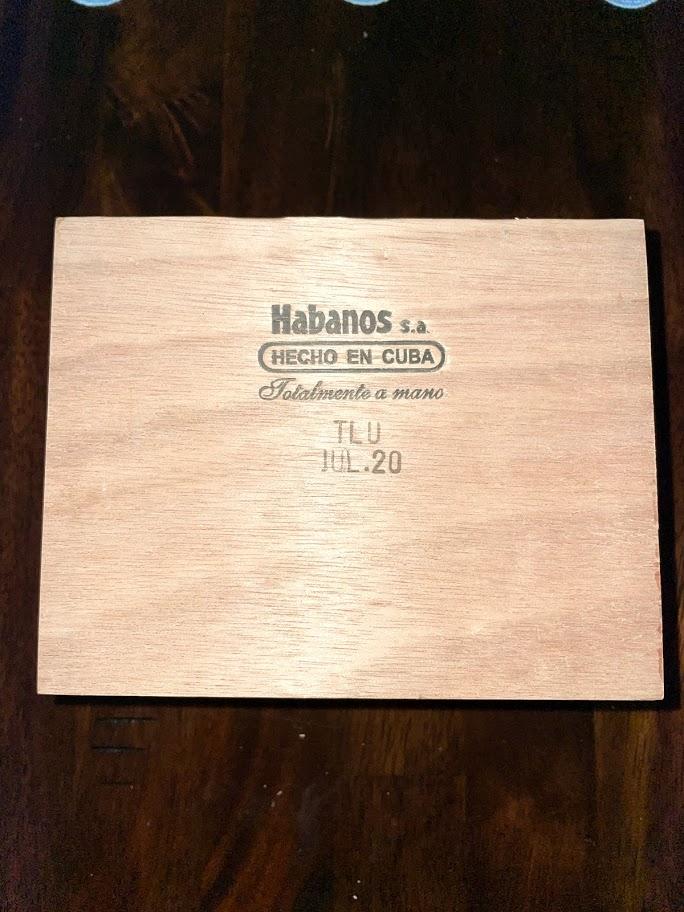 Habanos s.a.
HECHO EN CUBA
Totalmente a mano
TLU
JUL.20